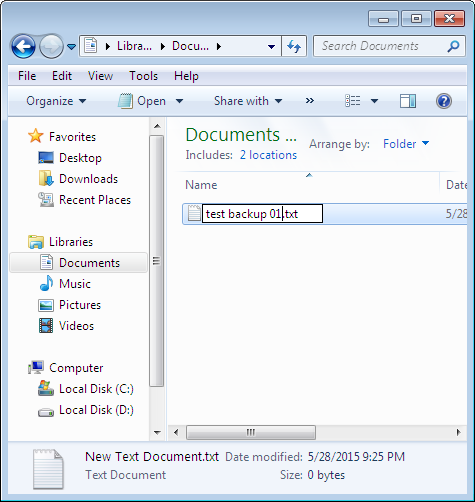 Libra... Docu...
Search Documents
File Edit View Tools Help
Organize Open Share with »
Favorites
Desktop
Downloads
Recent Places
Libraries
Documents
Music
Pictures
Videos
Computer
Local Disk (C:)
Local Disk (D:)
Documents ...
Includes: 2 locations
Arrange by: Folder
Name Date
test backup 01.txt 5/28
New Text Document.txt Date modified: 5/28/2015 9:25 PM
Text Document Size: 0 bytes